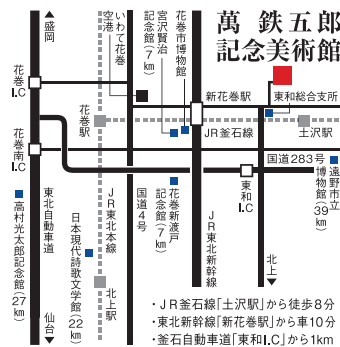 萬 鉄五郎
記念美術館
▲盛岡
いわて花巻
空港
宮沢賢治
記念館(7km)
花巻市博物館
花巻I.C
新花巻駅
東和総合支所
花巻駅
JR釜石線
土沢駅
花巻南I.C
国道283号
東和I.C
遠野市立
博物館(39km)
東北自動車道
高村光太郎記念館(27km)
仙台▼
JR東北本線
日本現代詩歌文学館(22km)
北上駅
国道4号
花巻新渡戸
記念館(7km)
JR東北新幹線
北上▼
・JR釜石線「土沢駅」から徒歩8分
・東北新幹線「新花巻駅」から車10分
・釜石自動車道「東和I.C」から1km